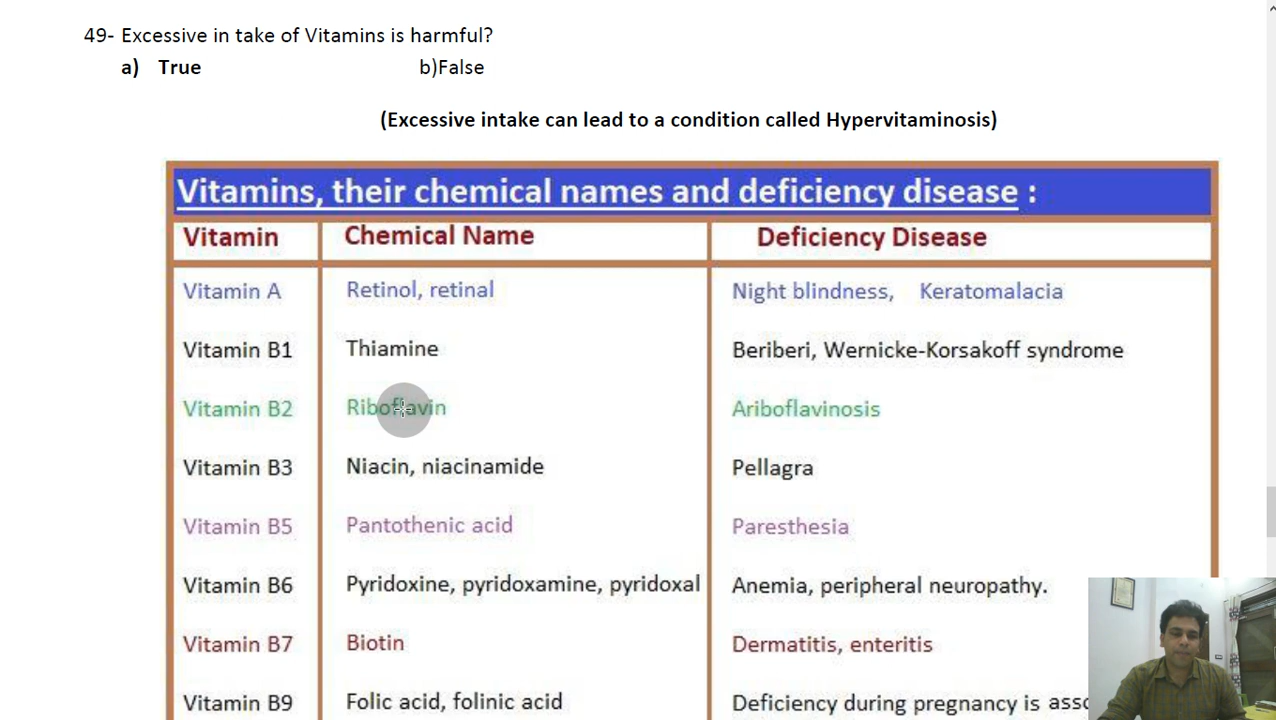 49- Excessive in take of Vitamins is harmful?
a) True b)False
(Excessive intake can lead to a condition called Hypervitaminosis)
Vitamins, their chemical names and deficiency disease :
Vitamin Chemical Name Deficiency Disease
Vitamin A Retinol, retinal Night blindness, Keratomalacia
Vitamin B1 Thiamine Beriberi, Wernicke-Korsakoff syndrome
Vitamin B2 Riboflavin Ariboflavinosis
Vitamin B3 Niacin, niacinamide Pellagra
Vitamin B5 Pantothenic acid Paresthesia
Vitamin B6 Pyridoxine, pyridoxamine, pyridoxal Anemia, peripheral neuropathy.
Vitamin B7 Biotin Dermatitis, enteritis
Vitamin B9 Folic acid, folinic acid Deficiency during pregnancy is